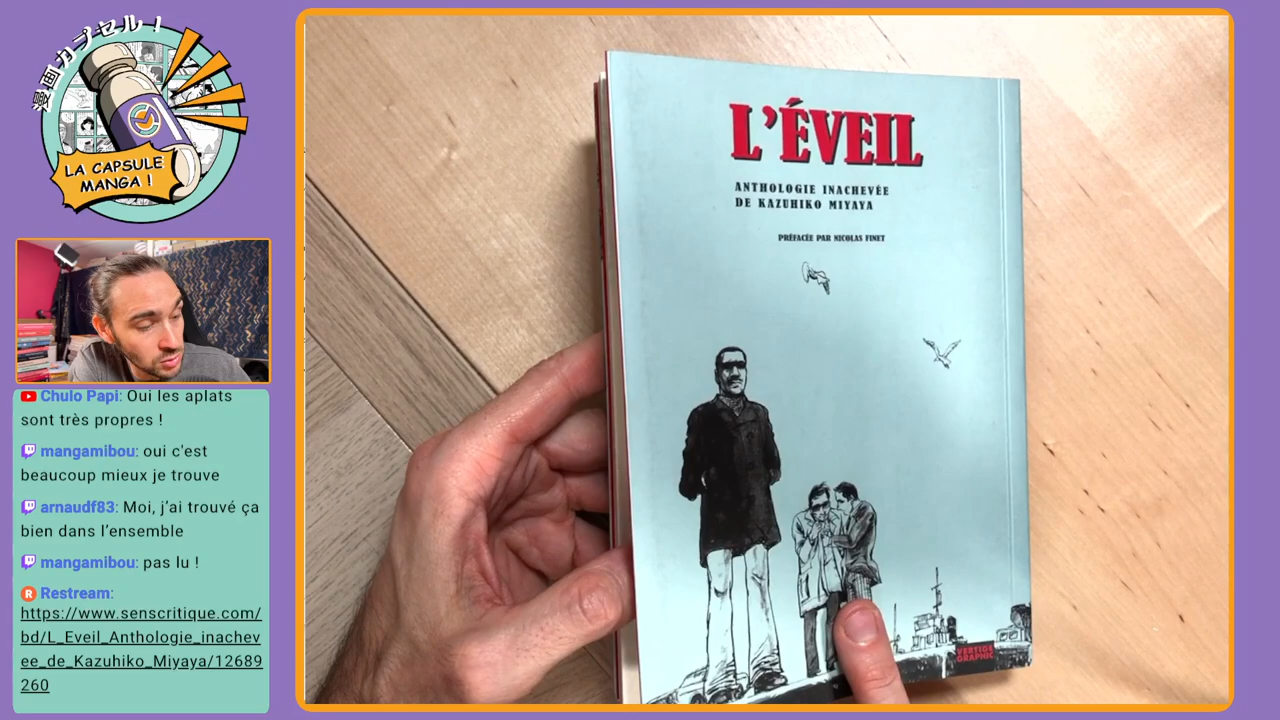 漫画カプセル！
LA CAPSULE
MANGA !
Chulo Papi: Oui les aplats
sont très propres !
mangamibou: oui c'est
beaucoup mieux je trouve
arnaudf83: Moi, j’ai trouvé ça
bien dans l’ensemble
mangamibou: pas lu !
R Restream:
https://www.senscritique.com/
bd/L_Eveil_Anthologie_inachev
ee_de_Kazuhiko_Miyaya/12689
260
L’ÉVEIL
ANTHOLOGIE INACHEVÉE
DE KAZUHIKO MIYAYA
PRÉFACÉE PAR NICOLAS FINET
VERTIGE
GRAPHIC